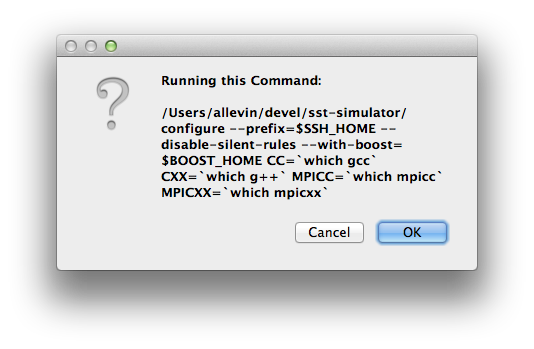 Running this Command:
/Users/allevin/devel/sst-simulator/
configure --prefix=$SSH_HOME --
disable-silent-rules --with-boost=
$BOOST_HOME CC=`which gcc`
CXX=`which g++` MPICC=`which mpicc`
MPICXX=`which mpicxx`
Cancel
OK